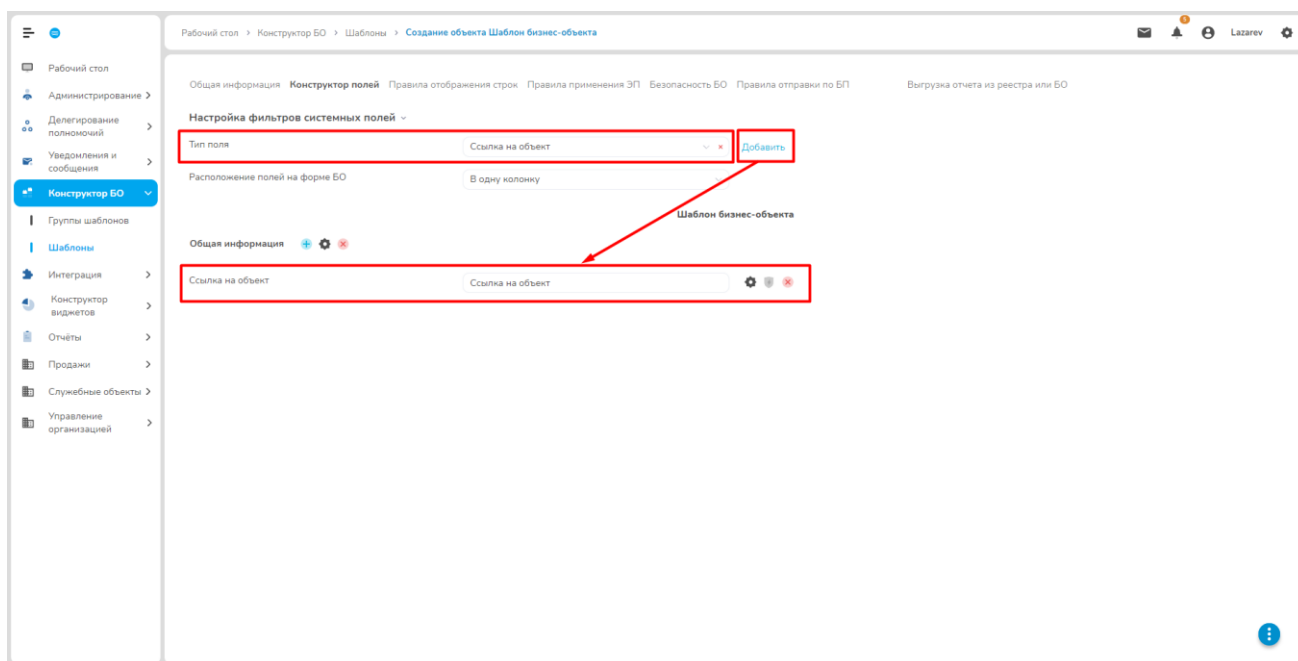 Рабочий стол > Конструктор БО > Шаблоны > Создание объекта Шаблон бизнес-объекта
1
Lazarev
Рабочий стол
Администрирование
Делегирование
полномочий
Уведомления и
сообщения
Конструктор БО
Группы шаблонов
Шаблоны
Интеграция
Конструктор
виджетов
Отчёты
Продажи
Служебные объекты
Управление
организацией
Общая информация Конструктор полей Правила отображения строк Правила применения ЭП Безопасность БО Правила отправки по БП Выгрузка отчета из реестра или БО
Настройка фильтров системных полей
Тип поля Ссылка на объект Добавить
Расположение полей на форме БО В одну колонку
Шаблон бизнес-объекта
Общая информация
Ссылка на объект Ссылка на объект